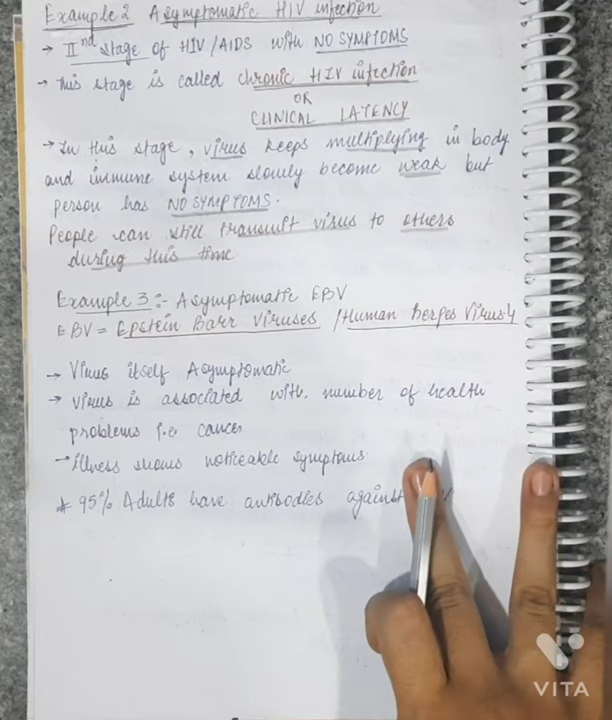 Example 2 Asymptomatic HIV infection
→ IInd stage of HIV/AIDS with NO SYMPTOMS
→ This stage is called chronic HIV infection
OR
CLINICAL LATENCY
→ In this stage, virus keeps multiplying in body
and immune system slowly become weak but
person has NO SYMPTOMS.
People can still transmit virus to others
during this time
Example 3 :- Asymptomatic EBV
EBV = Epstein Barr Viruses / Human Herpes Virus 4
→ Virus itself Asymptomatic
→ Virus is associated with number of health
problems i.e cancer
→ illness shows noticeable symptoms
* 95% Adults have antibodies against
VITA